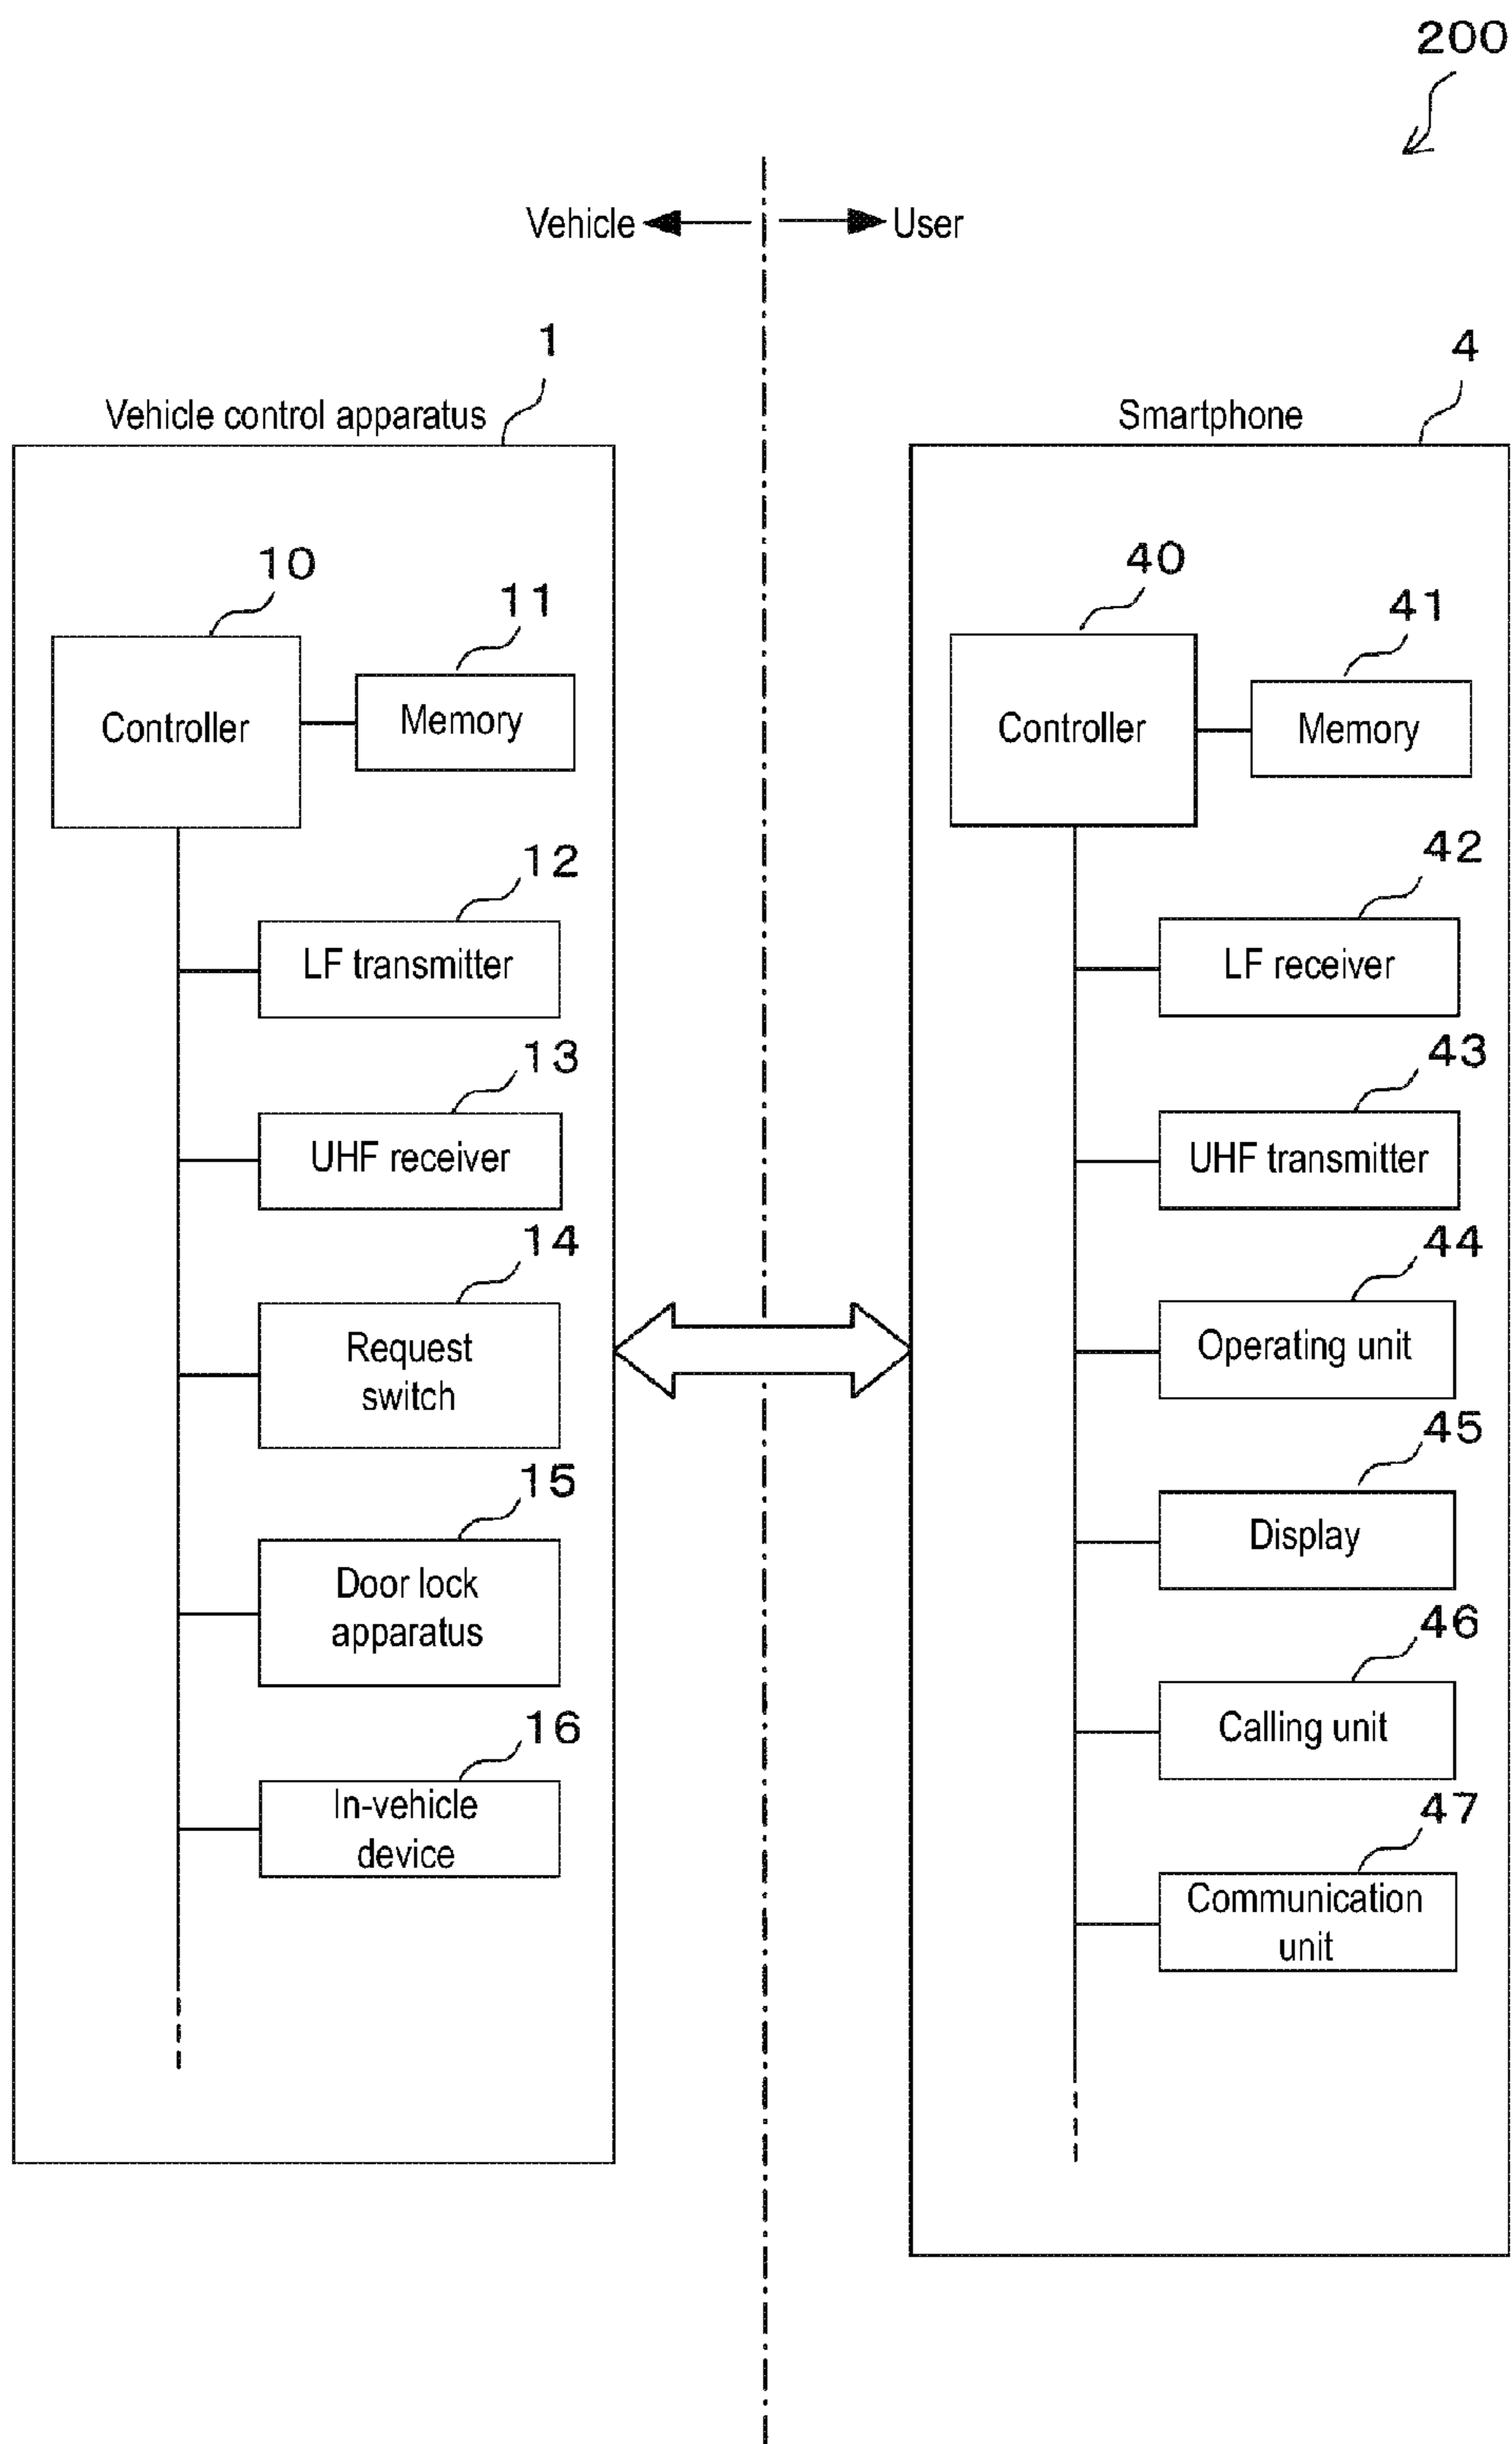 200
Vehicle
User
1
Vehicle control apparatus
10
11
Controller
Memory
12
LF transmitter
13
UHF receiver
14
Request
switch
15
Door lock
apparatus
16
In-vehicle
device
4
Smartphone
40
41
Controller
Memory
42
LF receiver
43
UHF transmitter
44
Operating unit
45
Display
46
Calling unit
47
Communication
unit